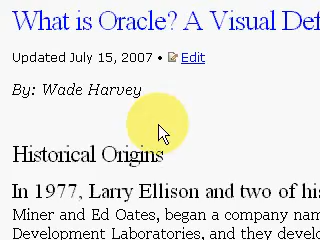 What is Oracle? A Visual Def
Updated July 15, 2007 • Edit
By: Wade Harvey
Historical Origins
In 1977, Larry Ellison and two of his
Miner and Ed Oates, began a company nam
Development Laboratories, and they develo